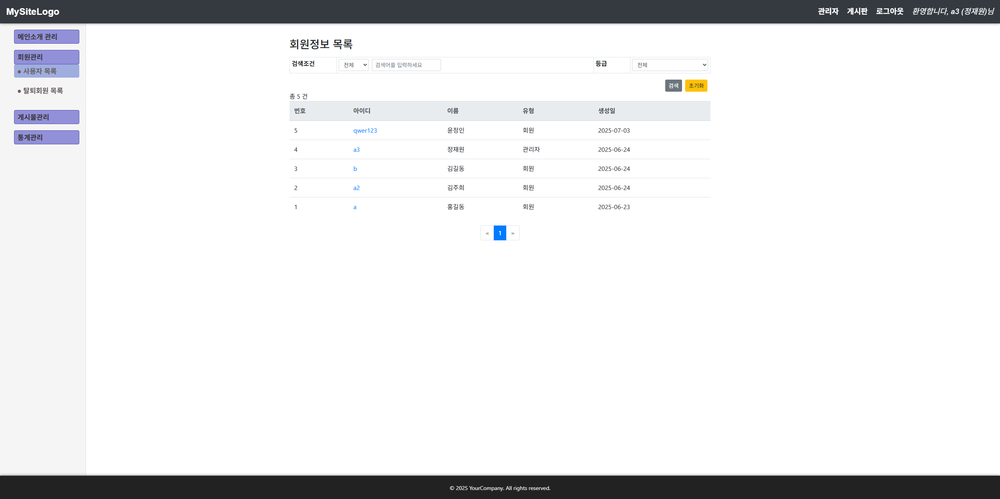 MySiteLogo 관리자 게시판 로그아웃 환영합니다, a3 (정재원)님
메인소개 관리
회원관리
● 사용자 목록
● 탈퇴회원 목록
게시물관리
통계관리
회원정보 목록
검색조건 전체 검색어를 입력하세요 등급 전체
검색 초기화
총 5 건
번호 아이디 이름 유형 생성일
5 qwer123 윤정인 회원 2025-07-03
4 a3 정재원 관리자 2025-06-24
3 b 김길동 회원 2025-06-24
2 a2 김주희 회원 2025-06-24
1 a 홍길동 회원 2025-06-23
« 1 »
© 2025 YourCompany. All rights reserved.